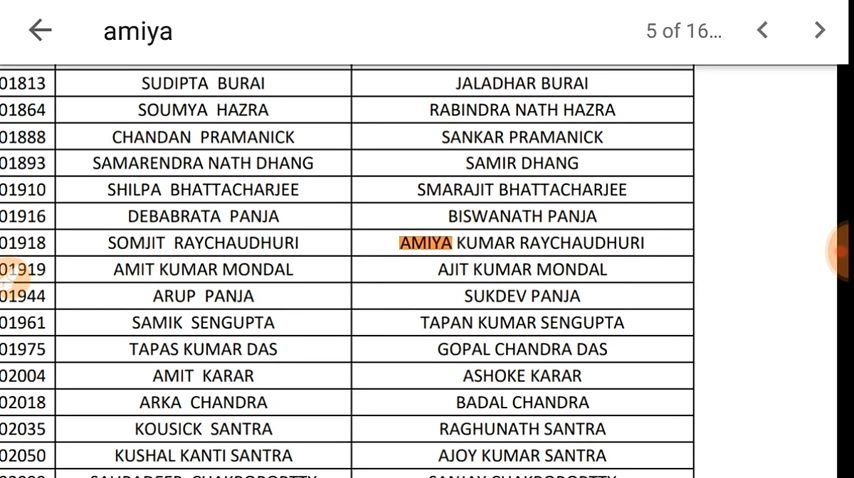 amiya 5 of 16...
01813 SUDIPTA BURAI JALADHAR BURAI
01864 SOUMYA HAZRA RABINDRA NATH HAZRA
01888 CHANDAN PRAMANICK SANKAR PRAMANICK
01893 SAMARENDRA NATH DHANG SAMIR DHANG
01910 SHILPA BHATTACHARJEE SMARAJIT BHATTACHARJEE
01916 DEBABRATA PANJA BISWANATH PANJA
01918 SOMJIT RAYCHAUDHURI AMIYA KUMAR RAYCHAUDHURI
01919 AMIT KUMAR MONDAL AJIT KUMAR MONDAL
01944 ARUP PANJA SUKDEV PANJA
01961 SAMIK SENGUPTA TAPAN KUMAR SENGUPTA
01975 TAPAS KUMAR DAS GOPAL CHANDRA DAS
02004 AMIT KARAR ASHOKE KARAR
02018 ARKA CHANDRA BADAL CHANDRA
02035 KOUSICK SANTRA RAGHUNATH SANTRA
02050 KUSHAL KANTI SANTRA AJOY KUMAR SANTRA